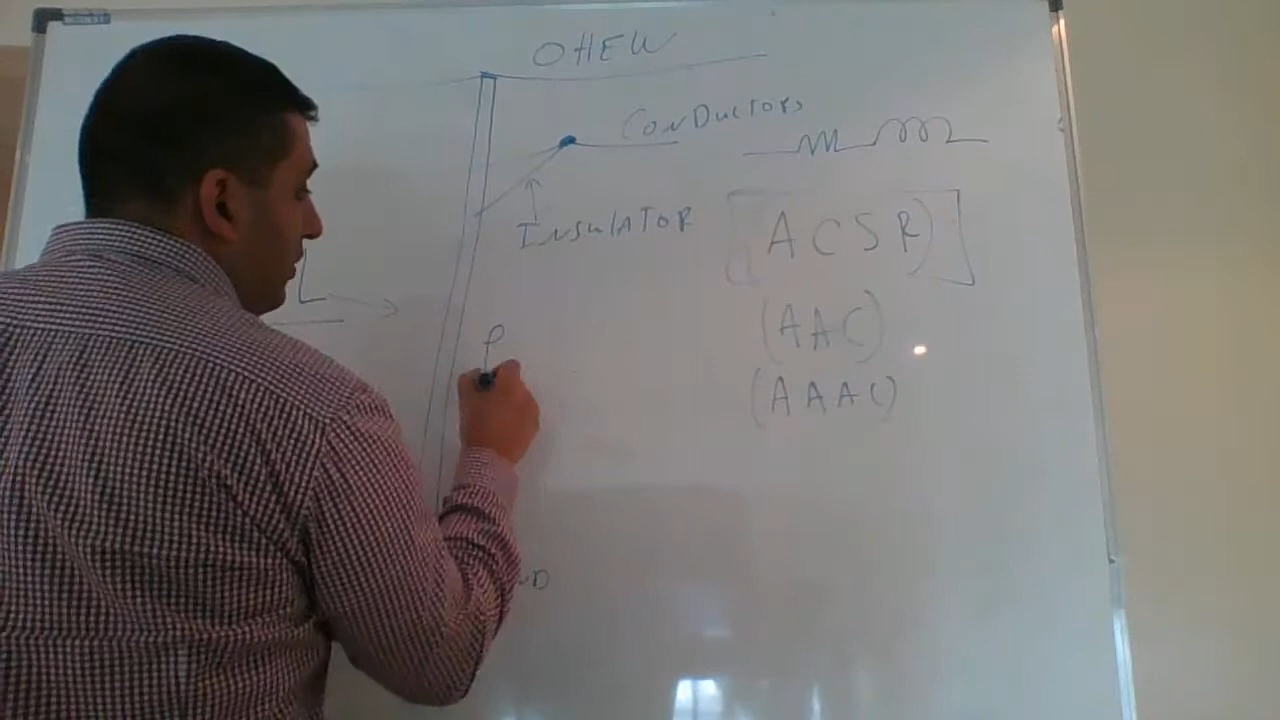 OHEW
CONDUCTORS
INSULATOR
[ACSR)]
(AAC)
(AAAC)
P